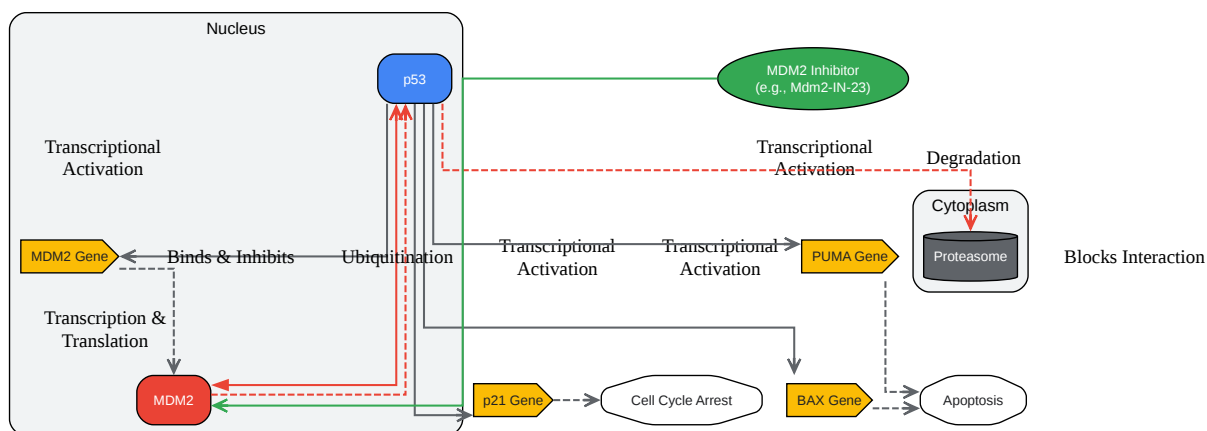 Nucleus
p53
MDM2 Inhibitor
(e.g., Mdm2-IN-23)
Transcriptional
Activation
Transcriptional
Activation
Degradation
Cytoplasm
MDM2 Gene
Binds & Inhibits
Ubiquitination
Transcriptional
Activation
Transcriptional
Activation
PUMA Gene
Proteasome
Blocks Interaction
Transcription &
Translation
MDM2
p21 Gene
Cell Cycle Arrest
BAX Gene
Apoptosis